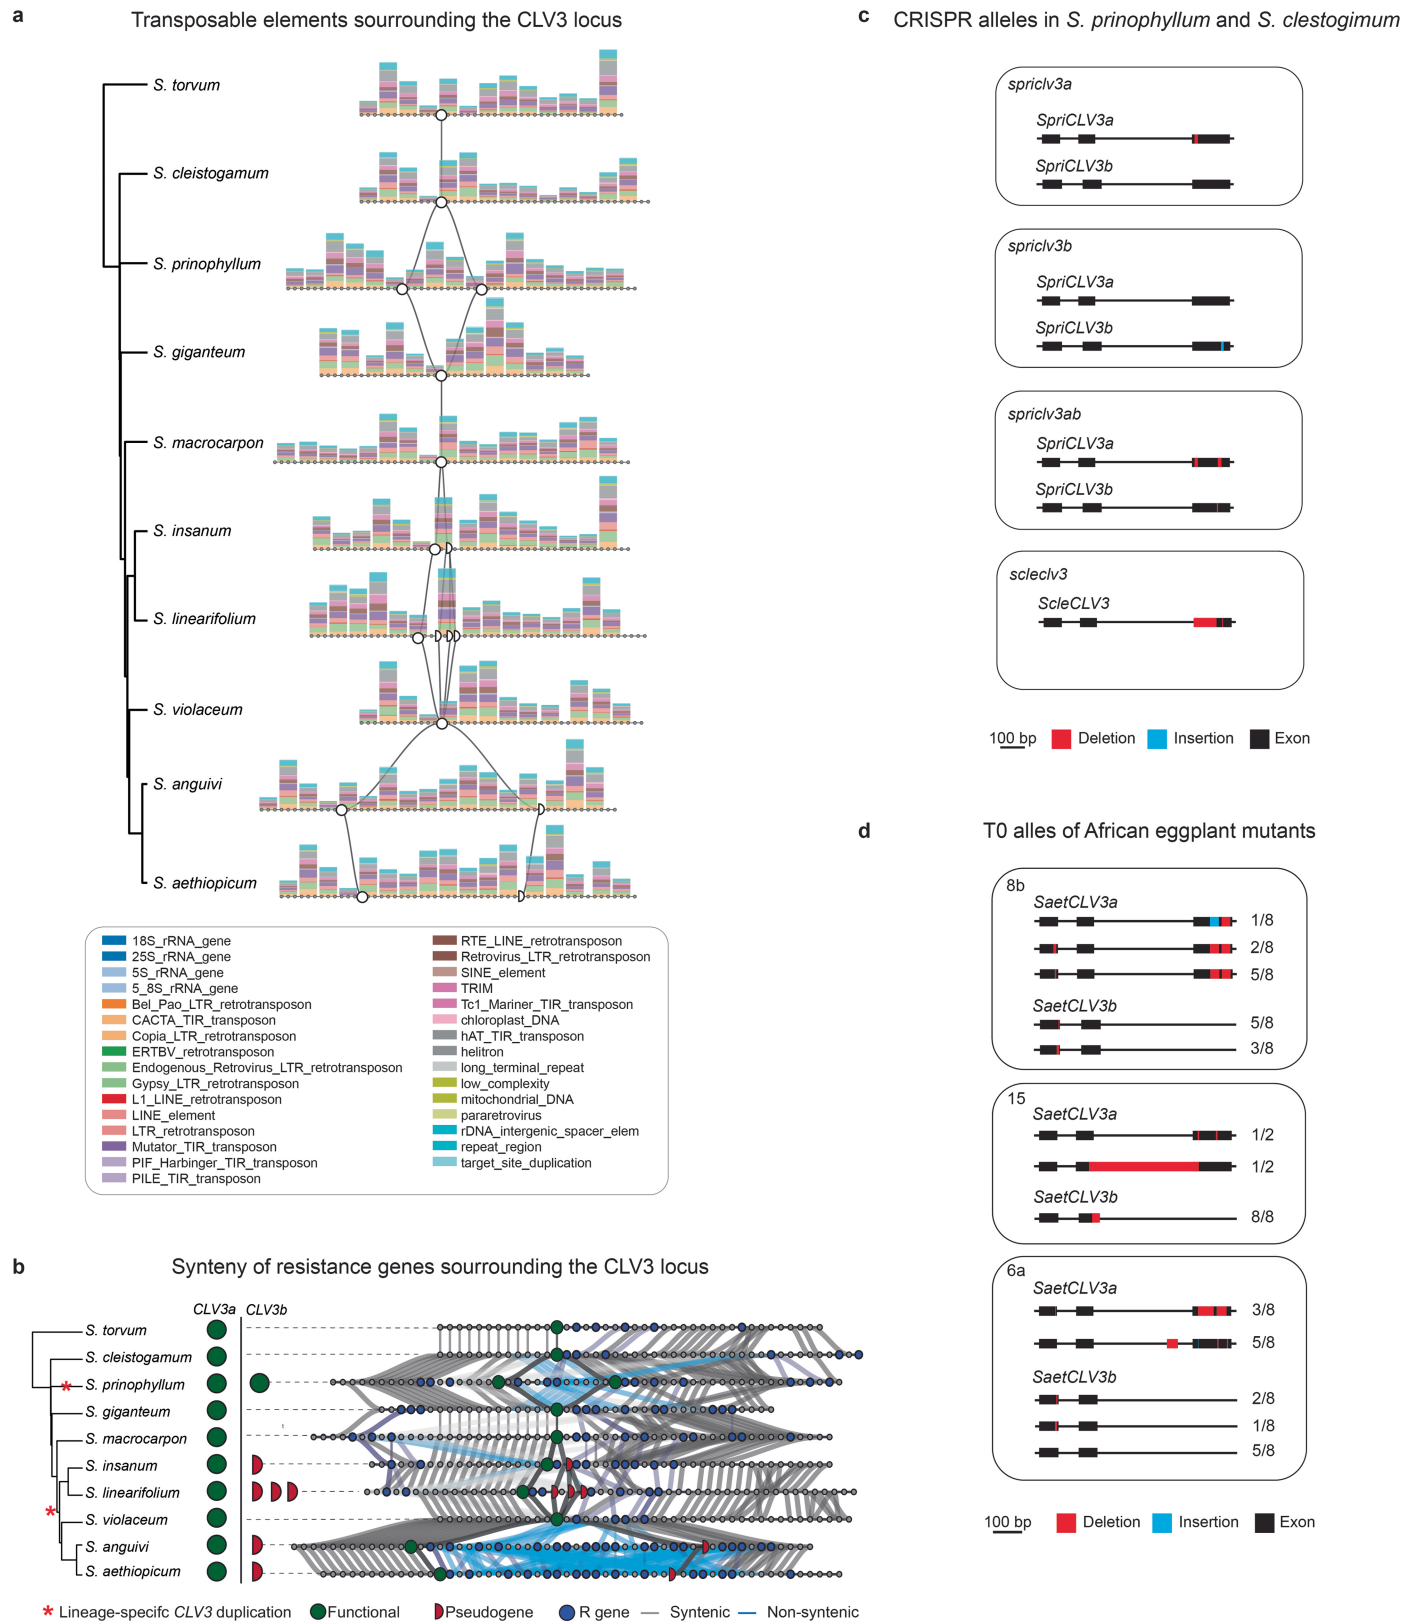 a
Transposable elements sourrounding the CLV3 locus
S. torvum
S. cleistogamum
S. prinophyllum
S. giganteum
S. macrocarpon
S. insanum
S. linearifolium
S. violaceum
S. anguivi
S. aethiopicum
18S_rRNA_gene
25S_rRNA_gene
5S_rRNA_gene
5_8S_rRNA_gene
Bel_Pao_LTR_retrotransposon
CACTA_TIR_transposon
Copia_LTR_retrotransposon
ERTBV_retrotransposon
Endogenous_Retrovirus_LTR_retrotransposon
Gypsy_LTR_retrotransposon
L1_LINE_retrotransposon
LINE_element
LTR_retrotransposon
Mutator_TIR_transposon
PIF_Harbinger_TIR_transposon
PILE_TIR_transposon
RTE_LINE_retrotransposon
Retrovirus_LTR_retrotransposon
SINE_element
TRIM
Tc1_Mariner_TIR_transposon
chloroplast_DNA
hAT_TIR_transposon
helitron
long_terminal_repeat
low_complexity
mitochondrial_DNA
pararetrovirus
rDNA_intergenic_spacer_elem
repeat_region
target_site_duplication
b
Synteny of resistance genes sourrounding the CLV3 locus
CLV3a CLV3b
S. torvum
S. cleistogamum
S. prinophyllum
S. giganteum
S. macrocarpon
S. insanum
S. linearifolium
S. violaceum
S. anguivi
S. aethiopicum
* Lineage-specifc CLV3 duplication Functional Pseudogene R gene Syntenic Non-syntenic
c
CRISPR alleles in S. prinophyllum and S. clestogimum
spriclv3a
SpriCLV3a
SpriCLV3b
spriclv3b
SpriCLV3a
SpriCLV3b
spriclv3ab
SpriCLV3a
SpriCLV3b
scleclv3
ScleCLV3
100 bp Deletion Insertion Exon
d
T0 alles of African eggplant mutants
8b
SaetCLV3a
1/8
2/8
5/8
SaetCLV3b
5/8
3/8
15
SaetCLV3a
1/2
1/2
SaetCLV3b
8/8
6a
SaetCLV3a
3/8
5/8
SaetCLV3b
2/8
1/8
5/8
100 bp Deletion Insertion Exon